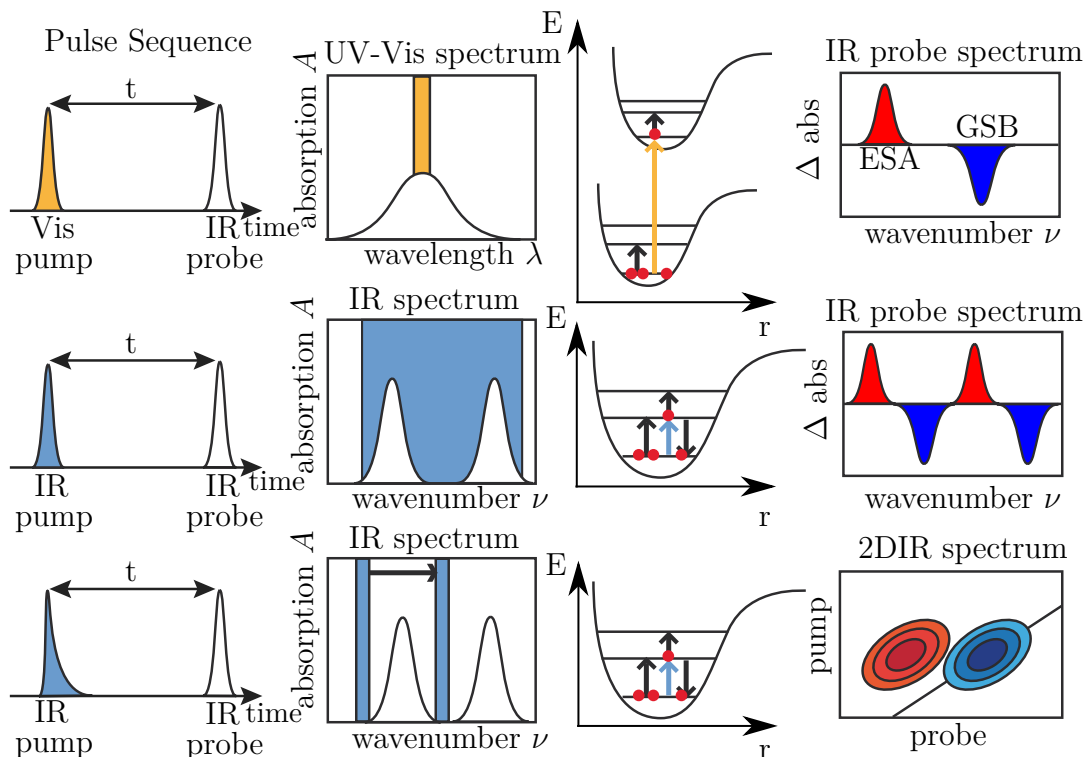 Pulse Sequence
t
Vis
pump
IR
probe
time
UV-Vis spectrum
absorption A
wavelength λ
E
r
IR probe spectrum
Δ abs
ESA
GSB
wavenumber ν
t
IR
pump
IR
probe
time
IR spectrum
absorption A
wavenumber ν
E
r
IR probe spectrum
Δ abs
wavenumber ν
t
IR
pump
IR
probe
time
IR spectrum
absorption A
wavenumber ν
E
r
2DIR spectrum
pump
probe